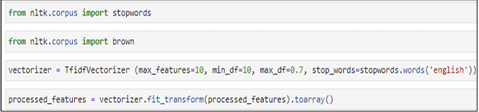 from nltk.corpus import stopwords
from nltk.corpus import brown
vectorizer = TfidfVectorizer (max_features=10, min_df=10, max_df=0.7, stop_words=stopwords.words('english'))
processed_features = vectorizer.fit_transform(processed_features).toarray()